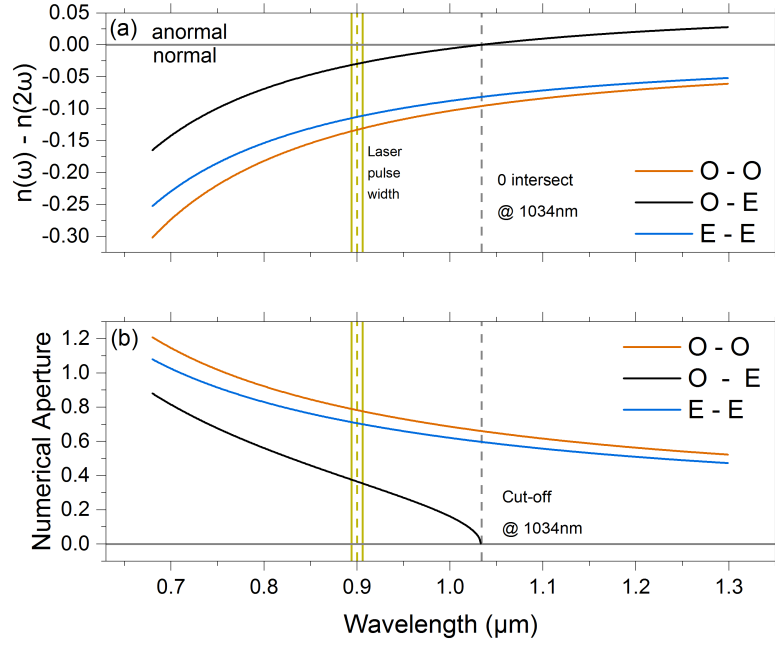 (a)
anormal
normal
0.05
0.00
-0.05
-0.10
-0.15
-0.20
-0.25
-0.30
n(ω) - n(2ω)
Laser
pulse
width
0 intersect
@ 1034nm
O - O
O - E
E - E
(b)
1.2
1.0
0.8
0.6
0.4
0.2
0.0
Numerical Aperture
O - O
O - E
E - E
Cut-off
@ 1034nm
0.7 0.8 0.9 1.0 1.1 1.2 1.3
Wavelength (μm)